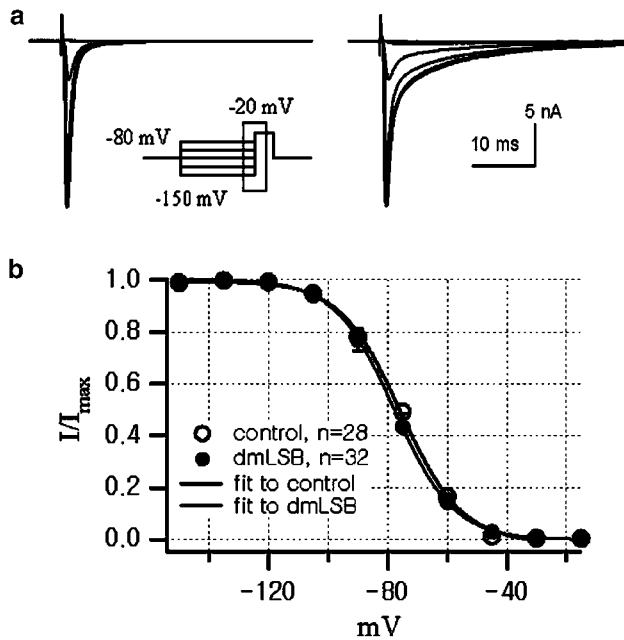 a
-20 mV
-80 mV
-150 mV
5 nA
10 ms
b
1.0
0.8
0.6
0.4
0.2
0.0
I/Imax
control, n=28
dmLSB, n=32
fit to control
fit to dmLSB
-120
-80
-40
mV